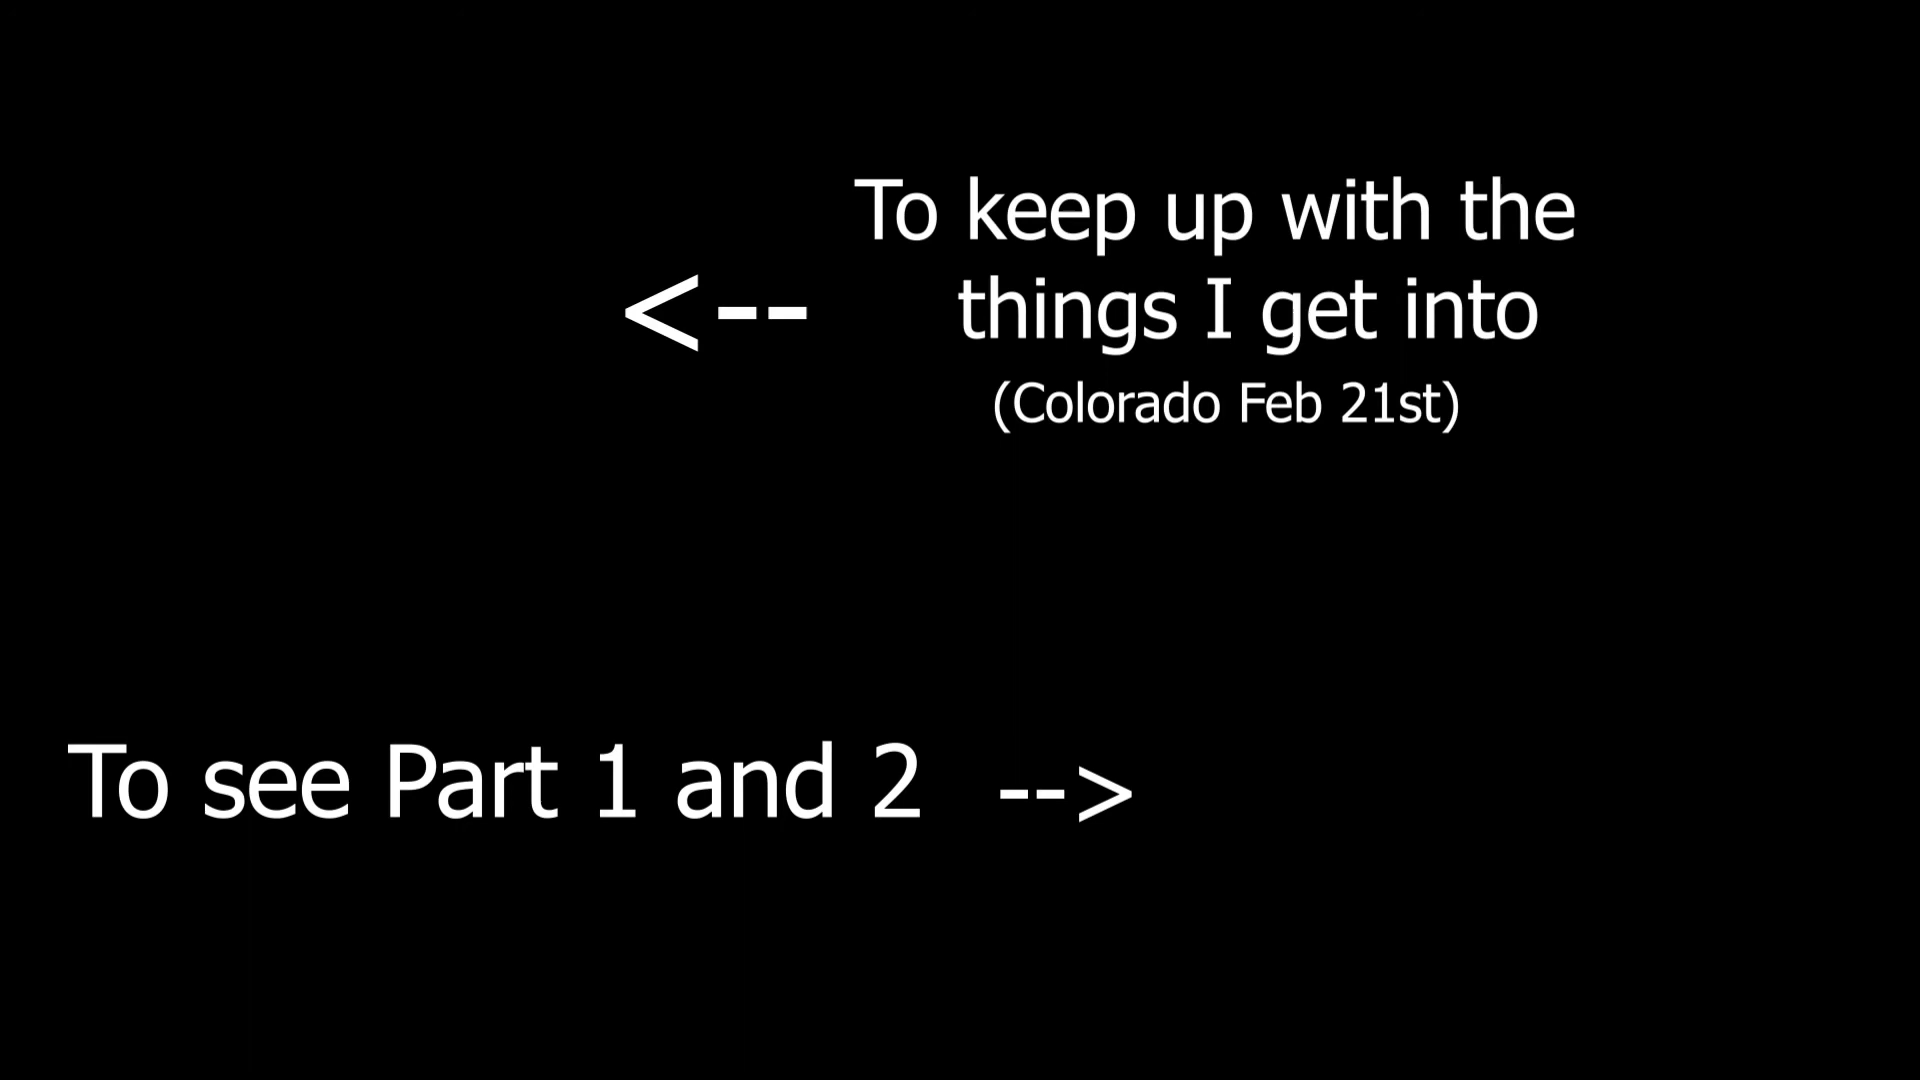 To keep up with the
<-- things I get into
(Colorado Feb 21st)
To see Part 1 and 2 -->